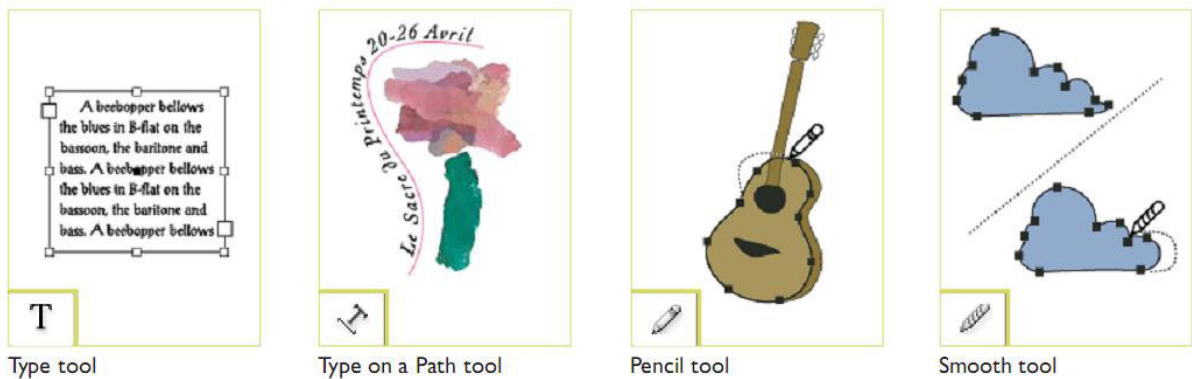 A beebopper bellows
the blues in B-flat on the
bassoon, the baritone and
bass. A beebopper bellows
the blues in B-flat on the
bassoon, the baritone and
bass. A beebopper bellows
T
Type tool
Le Sacre du Printemps 20-26 Avril
T
Type on a Path tool
Pencil tool
Smooth tool